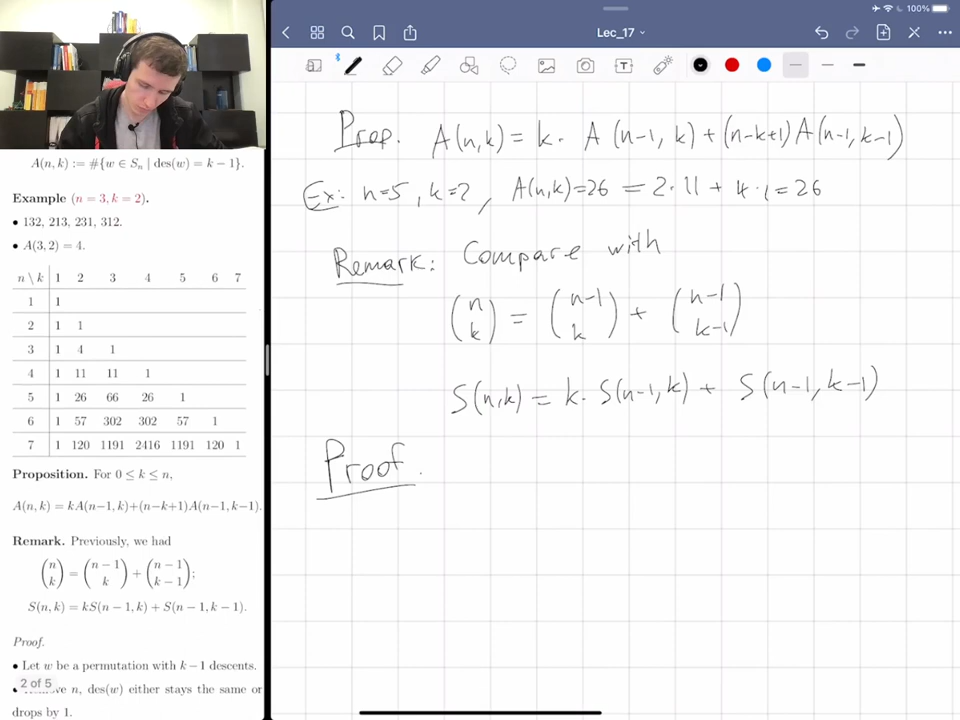 100%
Lec_17
A(n, k) := #{w ∈ Sₙ | des(w) = k − 1}.
Example (n = 3, k = 2).
• 132, 213, 231, 312.
• A(3, 2) = 4.
n \ k 1 2 3 4 5 6 7
1 1
2 1 1
3 1 4 1
4 1 11 11 1
5 1 26 66 26 1
6 1 57 302 302 57 1
7 1 120 1191 2416 1191 120 1
Proposition. For 0 ≤ k ≤ n,
A(n, k) = kA(n−1, k)+(n−k+1)A(n−1, k−1).
Remark. Previously, we had
(n k) = (n − 1 k) + (n − 1 k − 1);
S(n, k) = kS(n − 1, k) + S(n − 1, k − 1).
Proof.
• Let w be a permutation with k − 1 descents.
• ve n, des(w) either stays the same or
drops by 1.
2 of 5
Prop. A(n,k) = k· A(n-1, k) + (n-k+1) A(n-1, k-1)
Ex: n=5, k=2, A(n,k)=26 = 2·11 + 4·1 = 26
Remark: Compare with
(n k) = (n-1 k) + (n-1 k-1)
S(n,k) = k· S(n-1, k) + S(n-1, k-1)
Proof.